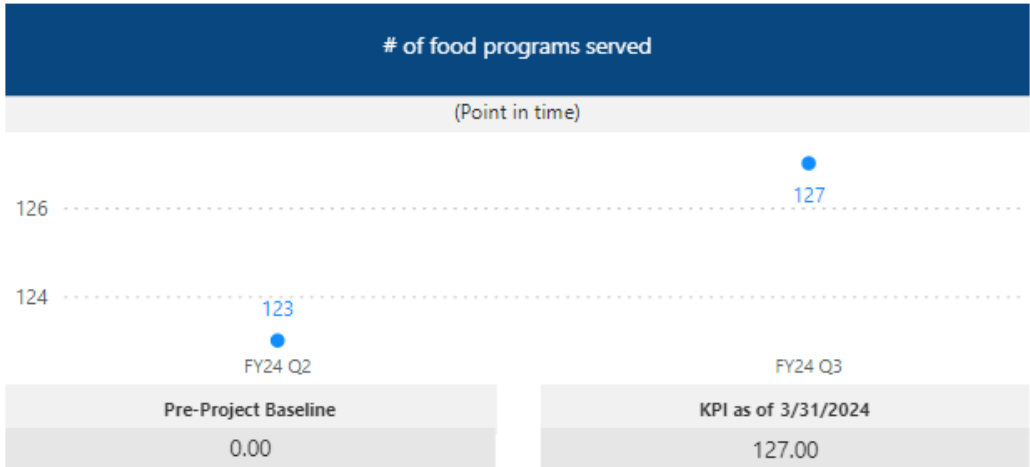 # of food programs served
(Point in time)
127
126
124
123
FY24 Q2 FY24 Q3
Pre-Project Baseline KPI as of 3/31/2024
0.00 127.00